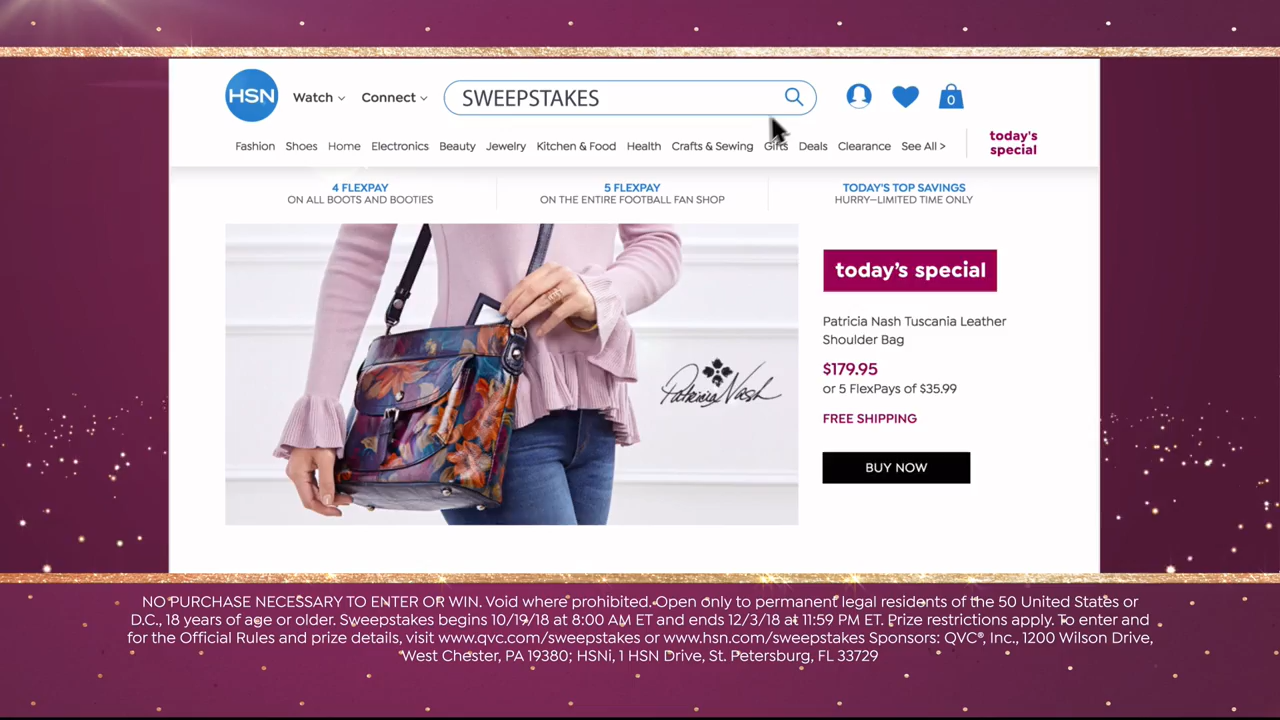 HSN
Watch
Connect
SWEEPSTAKES
0
Fashion Shoes Home Electronics Beauty Jewelry Kitchen & Food Health Crafts & Sewing Gifts Deals Clearance See All >
today's
special
4 FLEXPAY
ON ALL BOOTS AND BOOTIES
5 FLEXPAY
ON THE ENTIRE FOOTBALL FAN SHOP
TODAY'S TOP SAVINGS
HURRY—LIMITED TIME ONLY
Patricia Nash
today's special
Patricia Nash Tuscania Leather
Shoulder Bag
$179.95
or 5 FlexPays of $35.99
FREE SHIPPING
BUY NOW
NO PURCHASE NECESSARY TO ENTER OR WIN. Void where prohibited. Open only to permanent legal residents of the 50 United States or
D.C., 18 years of age or older. Sweepstakes begins 10/19/18 at 8:00 AM ET and ends 12/3/18 at 11:59 PM ET. Prize restrictions apply. To enter and
for the Official Rules and prize details, visit www.qvc.com/sweepstakes or www.hsn.com/sweepstakes Sponsors: QVC®, Inc., 1200 Wilson Drive,
West Chester, PA 19380; HSNi, 1 HSN Drive, St. Petersburg, FL 33729